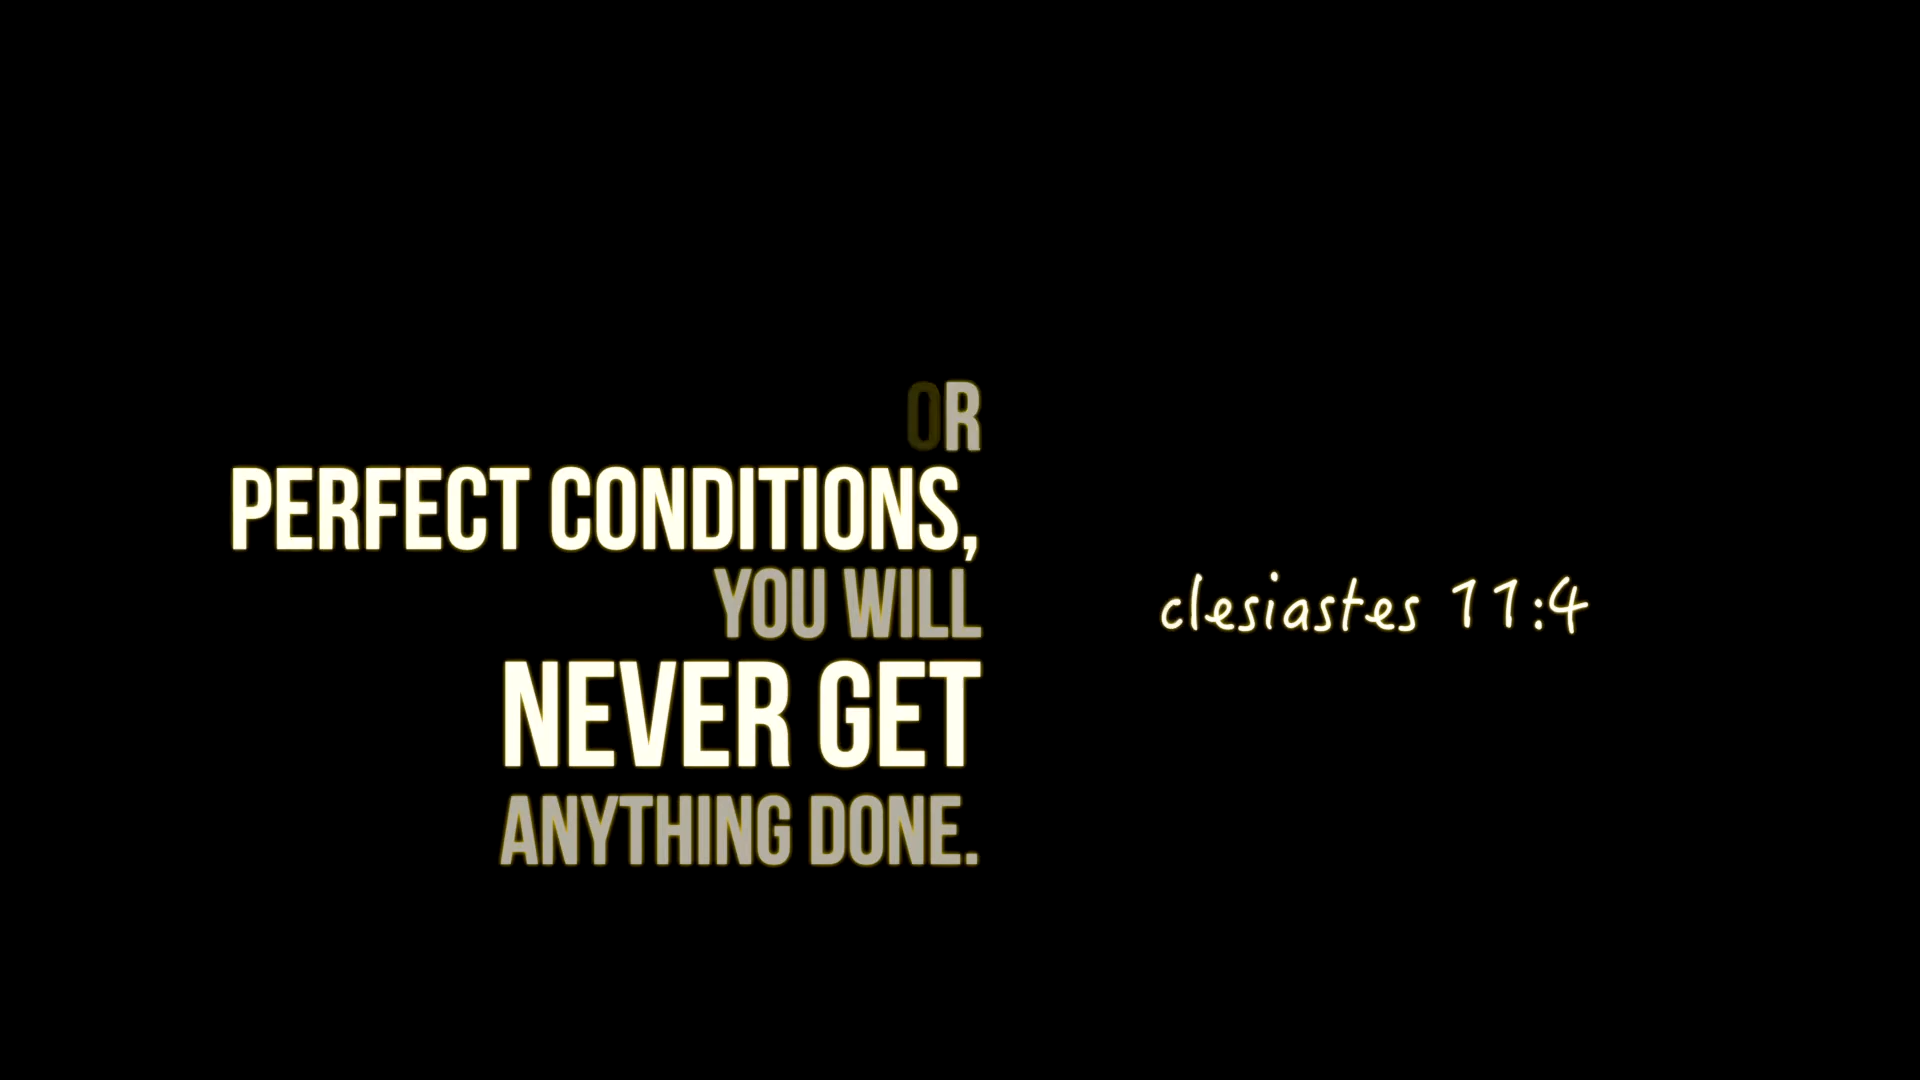 OR
PERFECT CONDITIONS,
YOU WILL
NEVER GET
ANYTHING DONE.
clesiastes 11:4